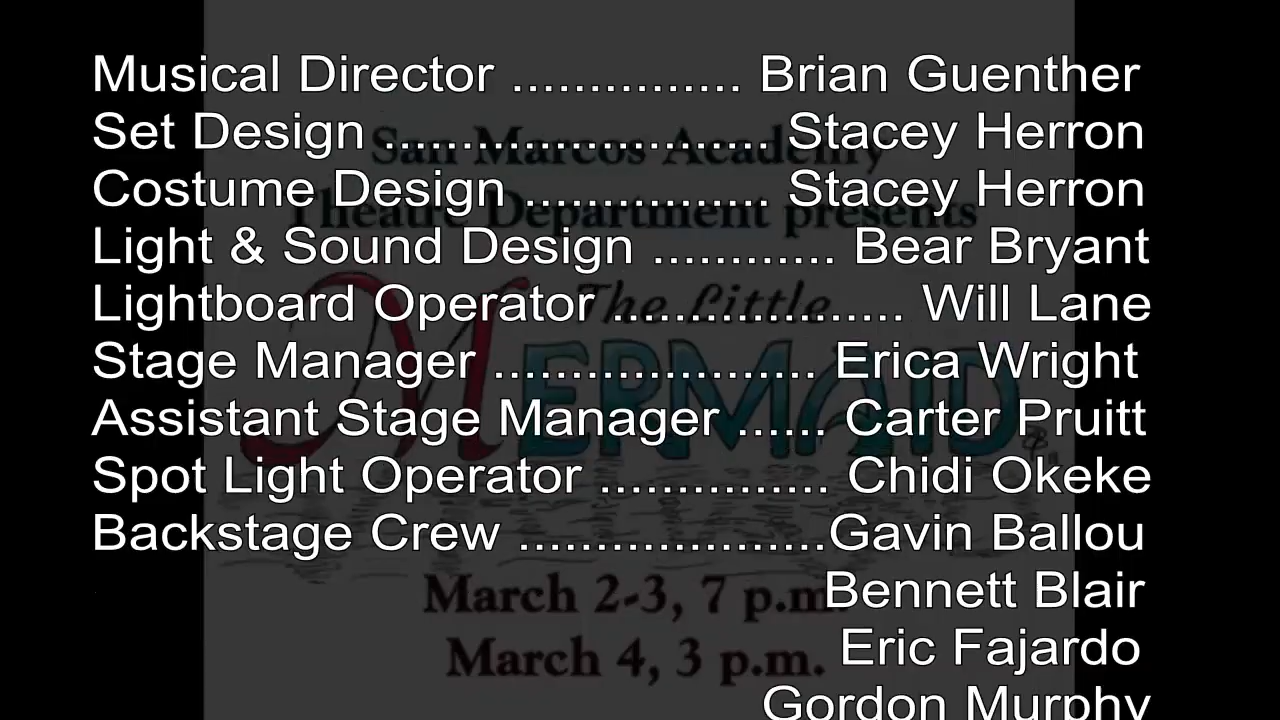 Musical Director ............... Brian Guenther
Set Design ......................... Stacey Herron
Costume Design ................ Stacey Herron
Light & Sound Design ............ Bear Bryant
Lightboard Operator ................... Will Lane
Stage Manager ..................... Erica Wright
Assistant Stage Manager ...... Carter Pruitt
Spot Light Operator ............... Chidi Okeke
Backstage Crew ....................Gavin Ballou
Bennett Blair
Eric Fajardo
Gordon Murphy
San Marcos Academy
Theatre Department presents
The Little
MERMAID
March 2-3, 7 p.m.
March 4, 3 p.m.